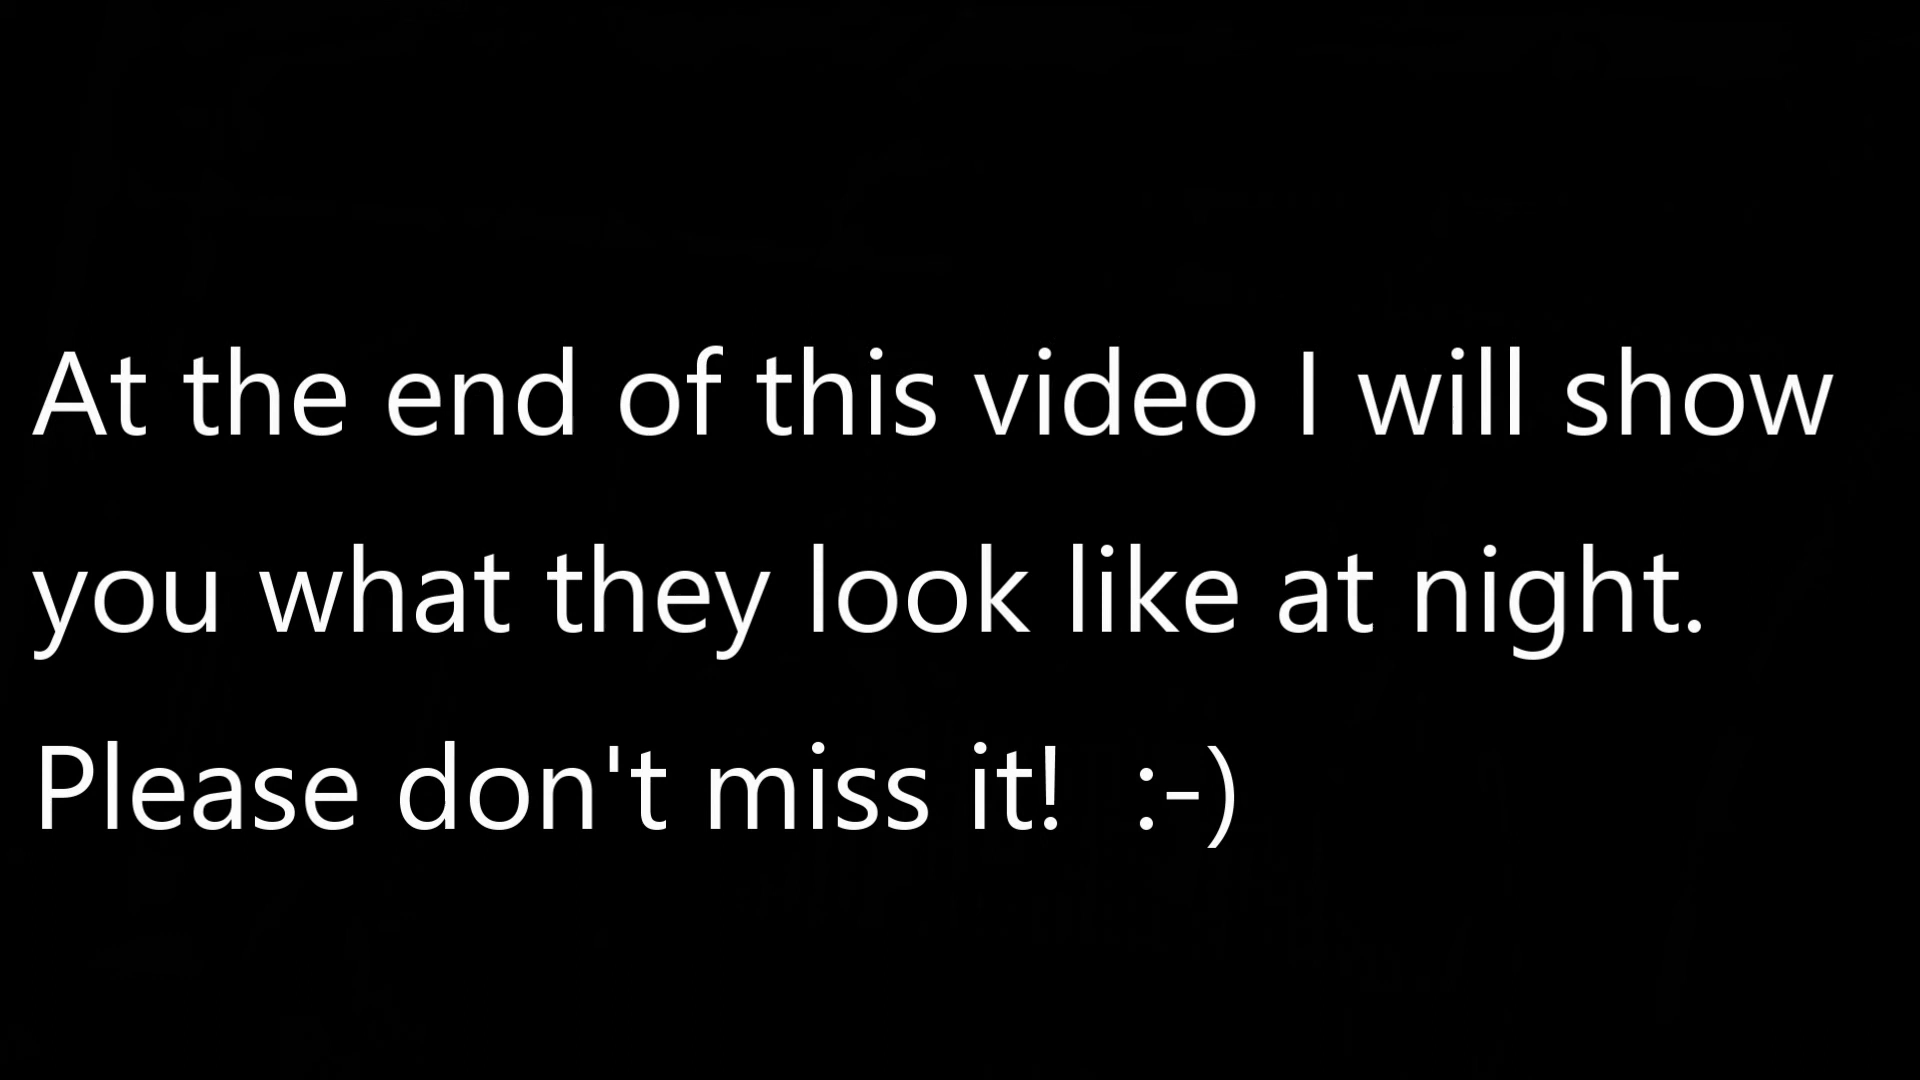 At the end of this video I will show
you what they look like at night.
Please don't miss it!  :-)